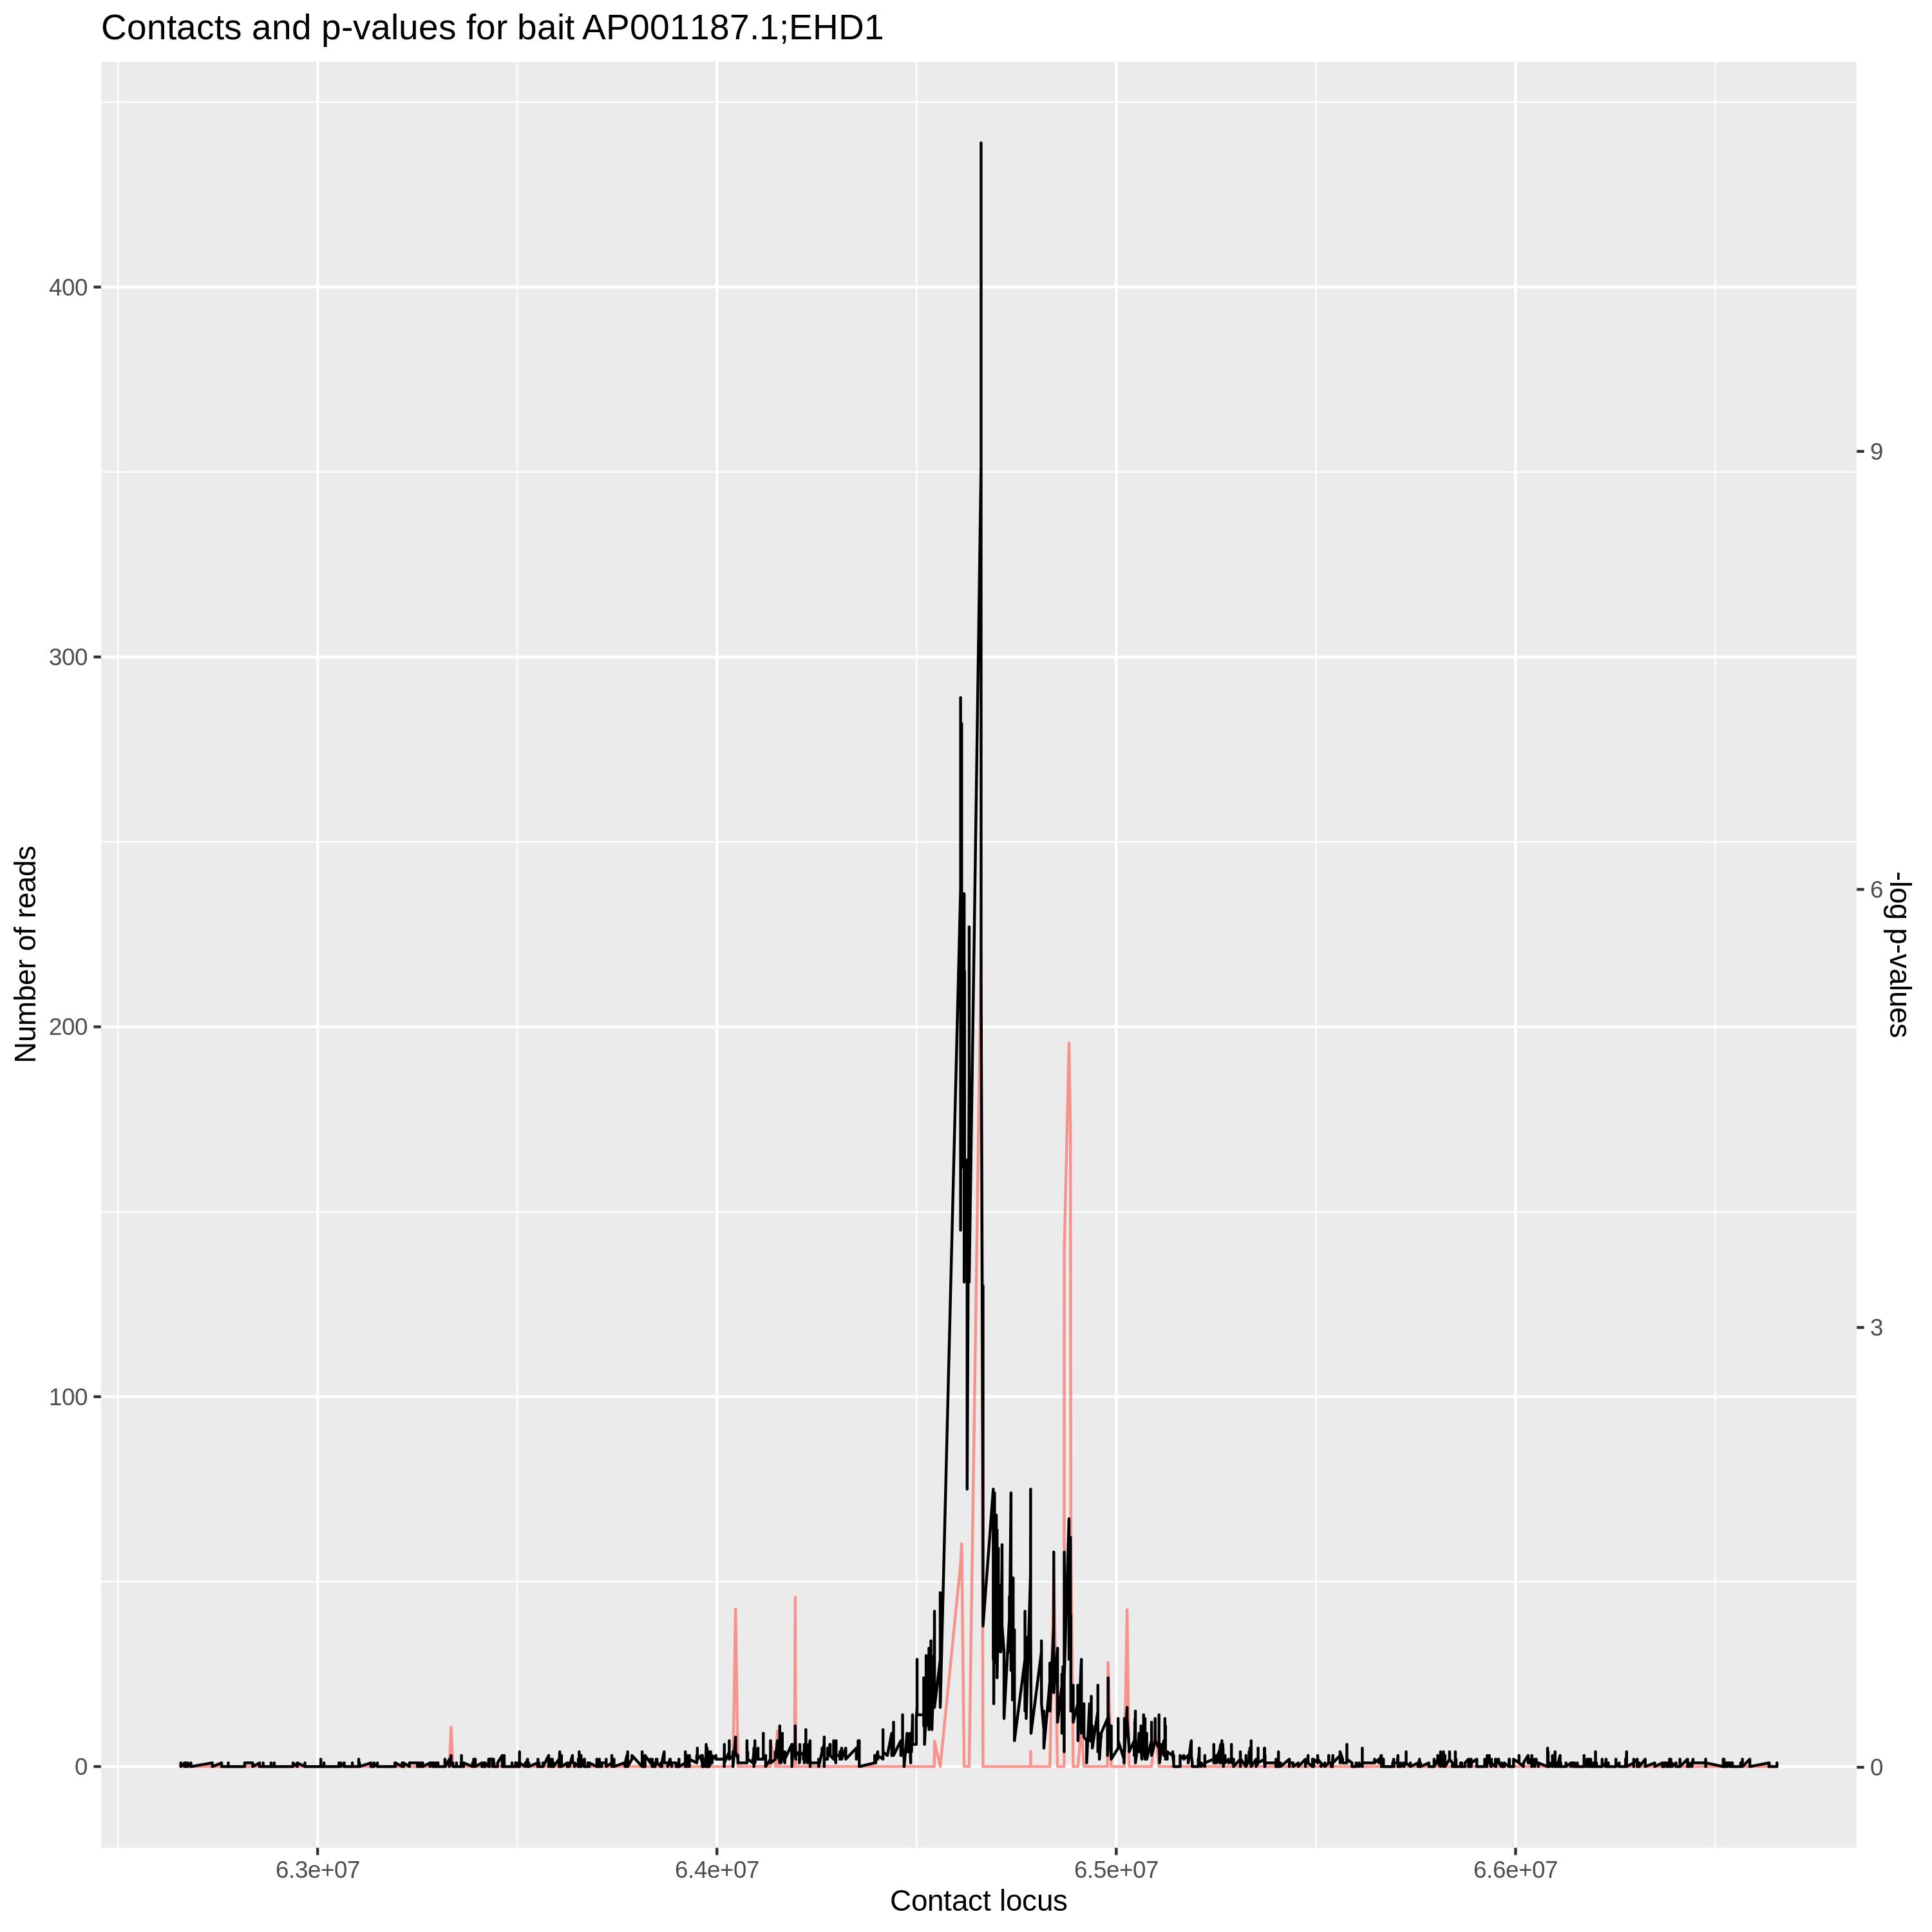 Contacts and p-values for bait AP001187.1;EHD1
400
300
200
100
0
9
6
3
0
Number of reads
-log p-values
6.3e+07
6.4e+07
6.5e+07
6.6e+07
Contact locus